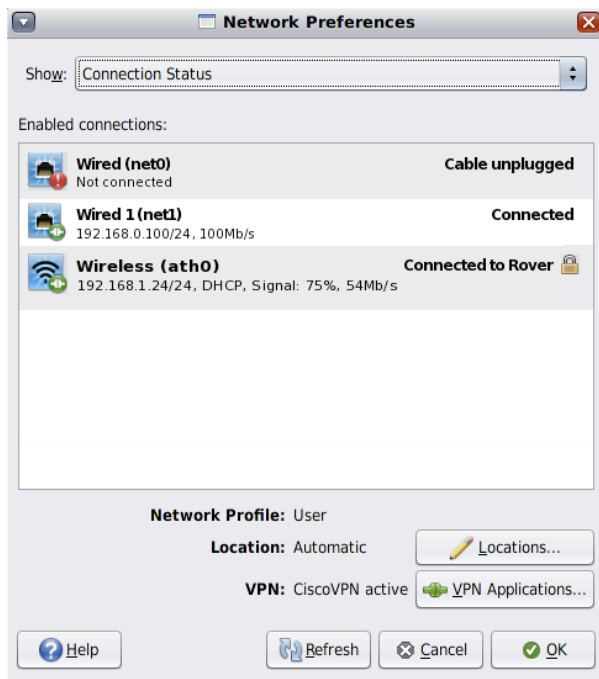 Network Preferences
Show: Connection Status
Enabled connections:
Wired (net0) Cable unplugged
Not connected
Wired 1 (net1) Connected
192.168.0.100/24, 100Mb/s
Wireless (ath0) Connected to Rover
192.168.1.24/24, DHCP, Signal: 75%, 54Mb/s
Network Profile: User
Location: Automatic Locations...
VPN: CiscoVPN active VPN Applications...
Help Refresh Cancel OK